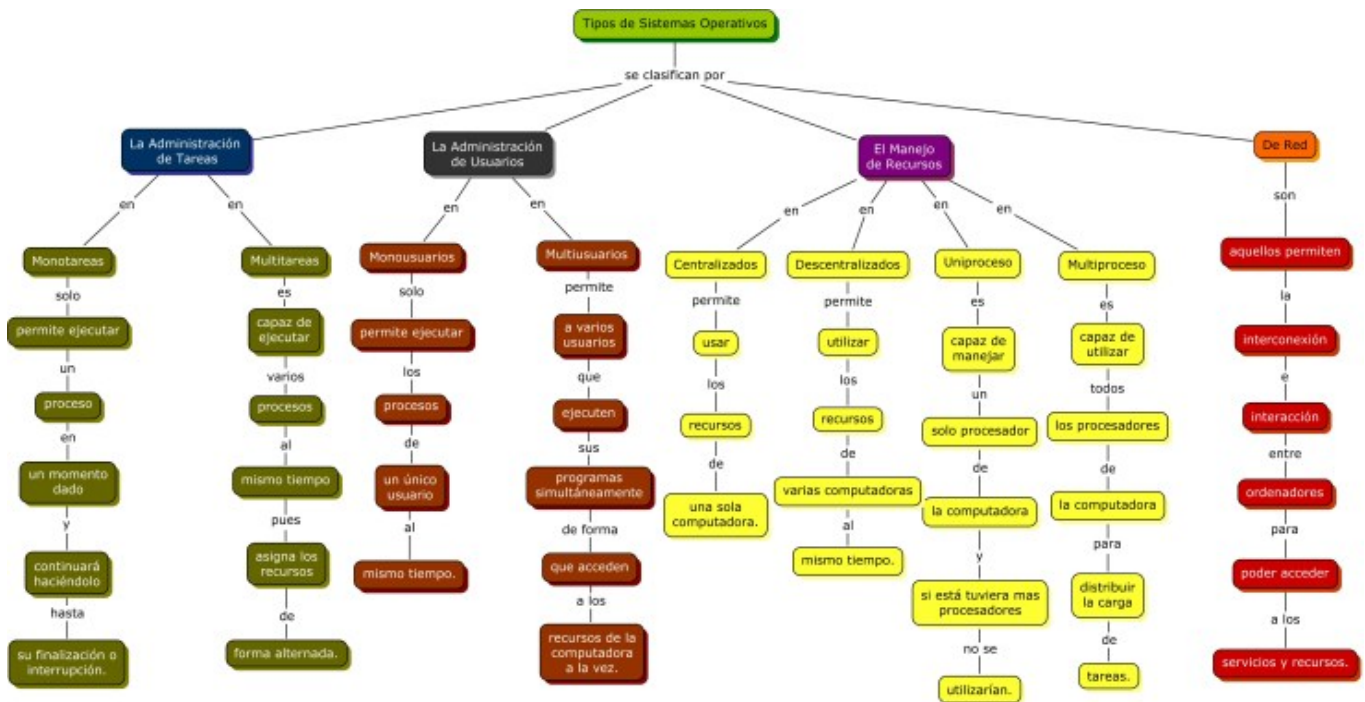 Tipos de Sistemas Operativos
se clasifican por
La Administración
de Tareas
en
Monotareas
solo
permite ejecutar
un
proceso
en
un momento
dado
y
continuará
haciéndolo
hasta
su finalización o
interrupción.
en
Multitareas
es
capaz de
ejecutar
varios
procesos
al
mismo tiempo
pues
asigna los
recursos
de
forma alternada.
La Administración
de Usuarios
en
Monousuarios
solo
permite ejecutar
los
procesos
de
un único
usuario
al
mismo tiempo.
en
Multiusuarios
permite
a varios
usuarios
que
ejecuten
sus
programas
simultáneamente
de forma
que acceden
a los
recursos de la
computadora
a la vez.
El Manejo
de Recursos
en
Centralizados
permite
usar
los
recursos
de
una sola
computadora.
en
Descentralizados
permite
utilizar
los
recursos
de
varias computadoras
al
mismo tiempo.
en
Uniproceso
es
capaz de
manejar
un
solo procesador
de
la computadora
y
si está tuviera mas
procesadores
no se
utilizarían.
en
Multiproceso
es
capaz de
utilizar
todos
los procesadores
de
la computadora
para
distribuir
la carga
de
tareas.
De Red
son
aquellos permiten
la
interconexión
e
interacción
entre
ordenadores
para
poder acceder
a los
servicios y recursos.